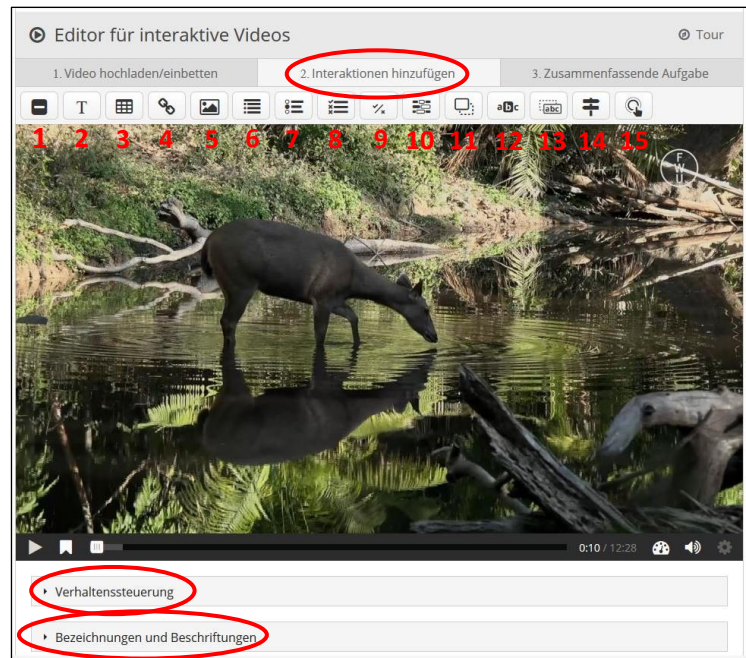 Editor für interaktive Videos
Tour
1. Video hochladen/einbetten
2. Interaktionen hinzufügen
3. Zusammenfassende Aufgabe
T
abc
abc
1 2 3 4 5 6 7 8 9 10 11 12 13 14 15
F
W U
0:10 / 12:28
Verhaltenssteuerung
Bezeichnungen und Beschriftungen